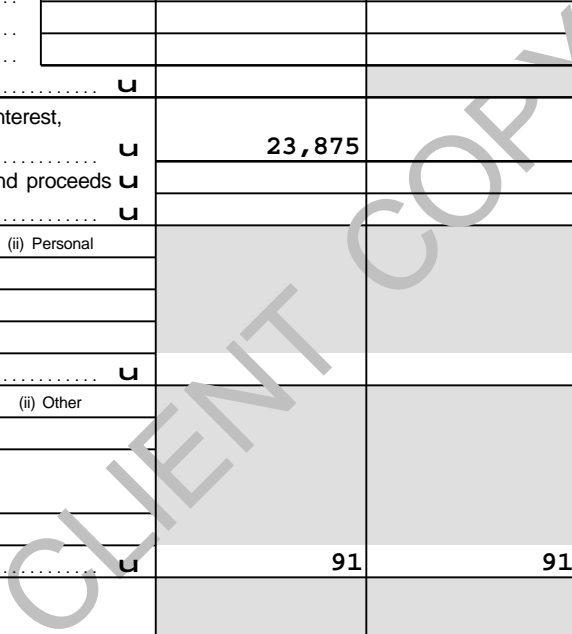 . .
. .
. .
. . . . . . . . . . . . u
nterest,
. . . . . . . . . . . . u 23,875
nd proceeds u
. . . . . . . . . . . . u
(ii) Personal
. . . . . . . . . . . . u
(ii) Other
. . . . . . . . . . . . u 91 91
CLIENT COPY